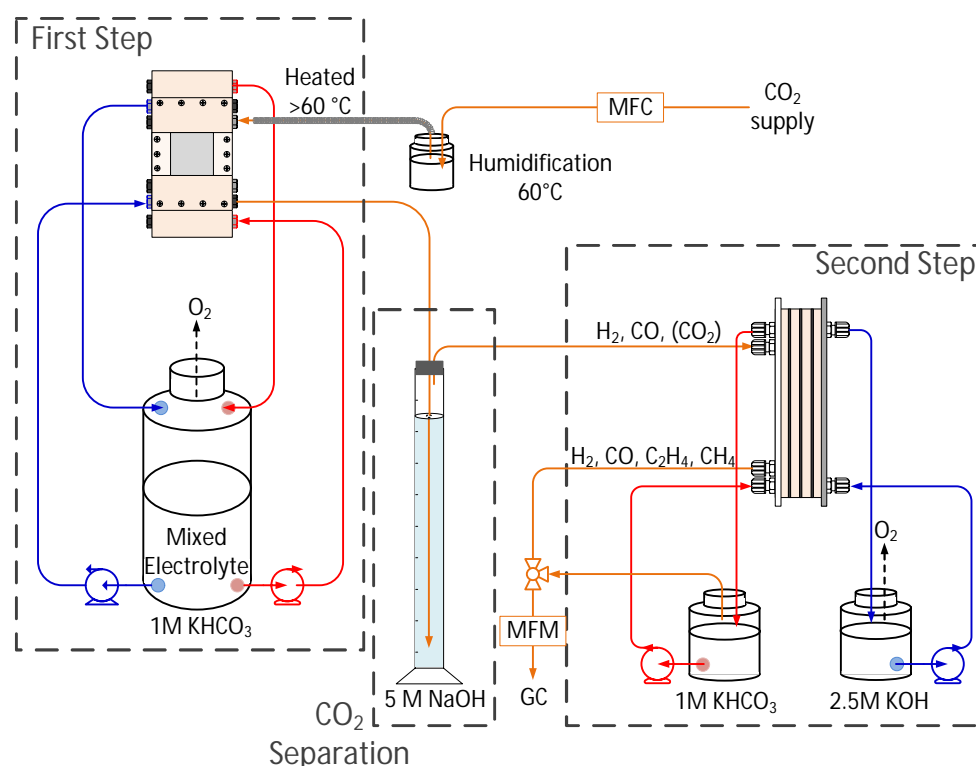 First Step
Heated
>60 °C
MFC
CO₂
supply
Humidification
60°C
Second Step
O₂
H₂, CO, (CO₂)
H₂, CO, C₂H₄, CH₄
Mixed
Electrolyte
1M KHCO₃
O₂
MFM
5 M NaOH
GC
1M KHCO₃
2.5M KOH
CO₂
Separation